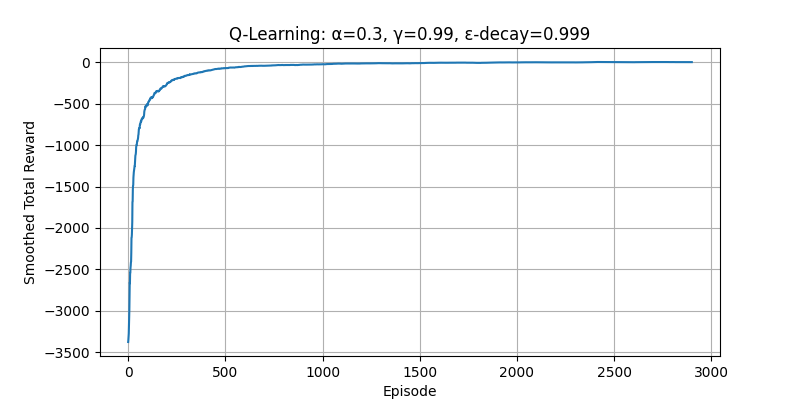 Q-Learning: α=0.3, γ=0.99, ε-decay=0.999
Smoothed Total Reward
0
−500
−1000
−1500
−2000
−2500
−3000
−3500
0 500 1000 1500 2000 2500 3000
Episode